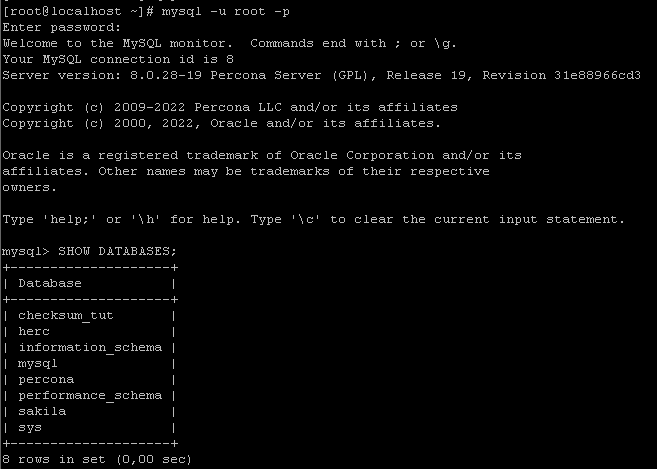 [root@localhost ~]# mysql -u root -p
Enter password:
Welcome to the MySQL monitor.  Commands end with ; or \g.
Your MySQL connection id is 8
Server version: 8.0.28-19 Percona Server (GPL), Release 19, Revision 31e88966cd3

Copyright (c) 2009-2022 Percona LLC and/or its affiliates
Copyright (c) 2000, 2022, Oracle and/or its affiliates.

Oracle is a registered trademark of Oracle Corporation and/or its
affiliates. Other names may be trademarks of their respective
owners.

Type 'help;' or '\h' for help. Type '\c' to clear the current input statement.

mysql> SHOW DATABASES;
+--------------------+
| Database           |
+--------------------+
| checksum_tut       |
| herc               |
| information_schema |
| mysql              |
| percona            |
| performance_schema |
| sakila             |
| sys                |
+--------------------+
8 rows in set (0,00 sec)